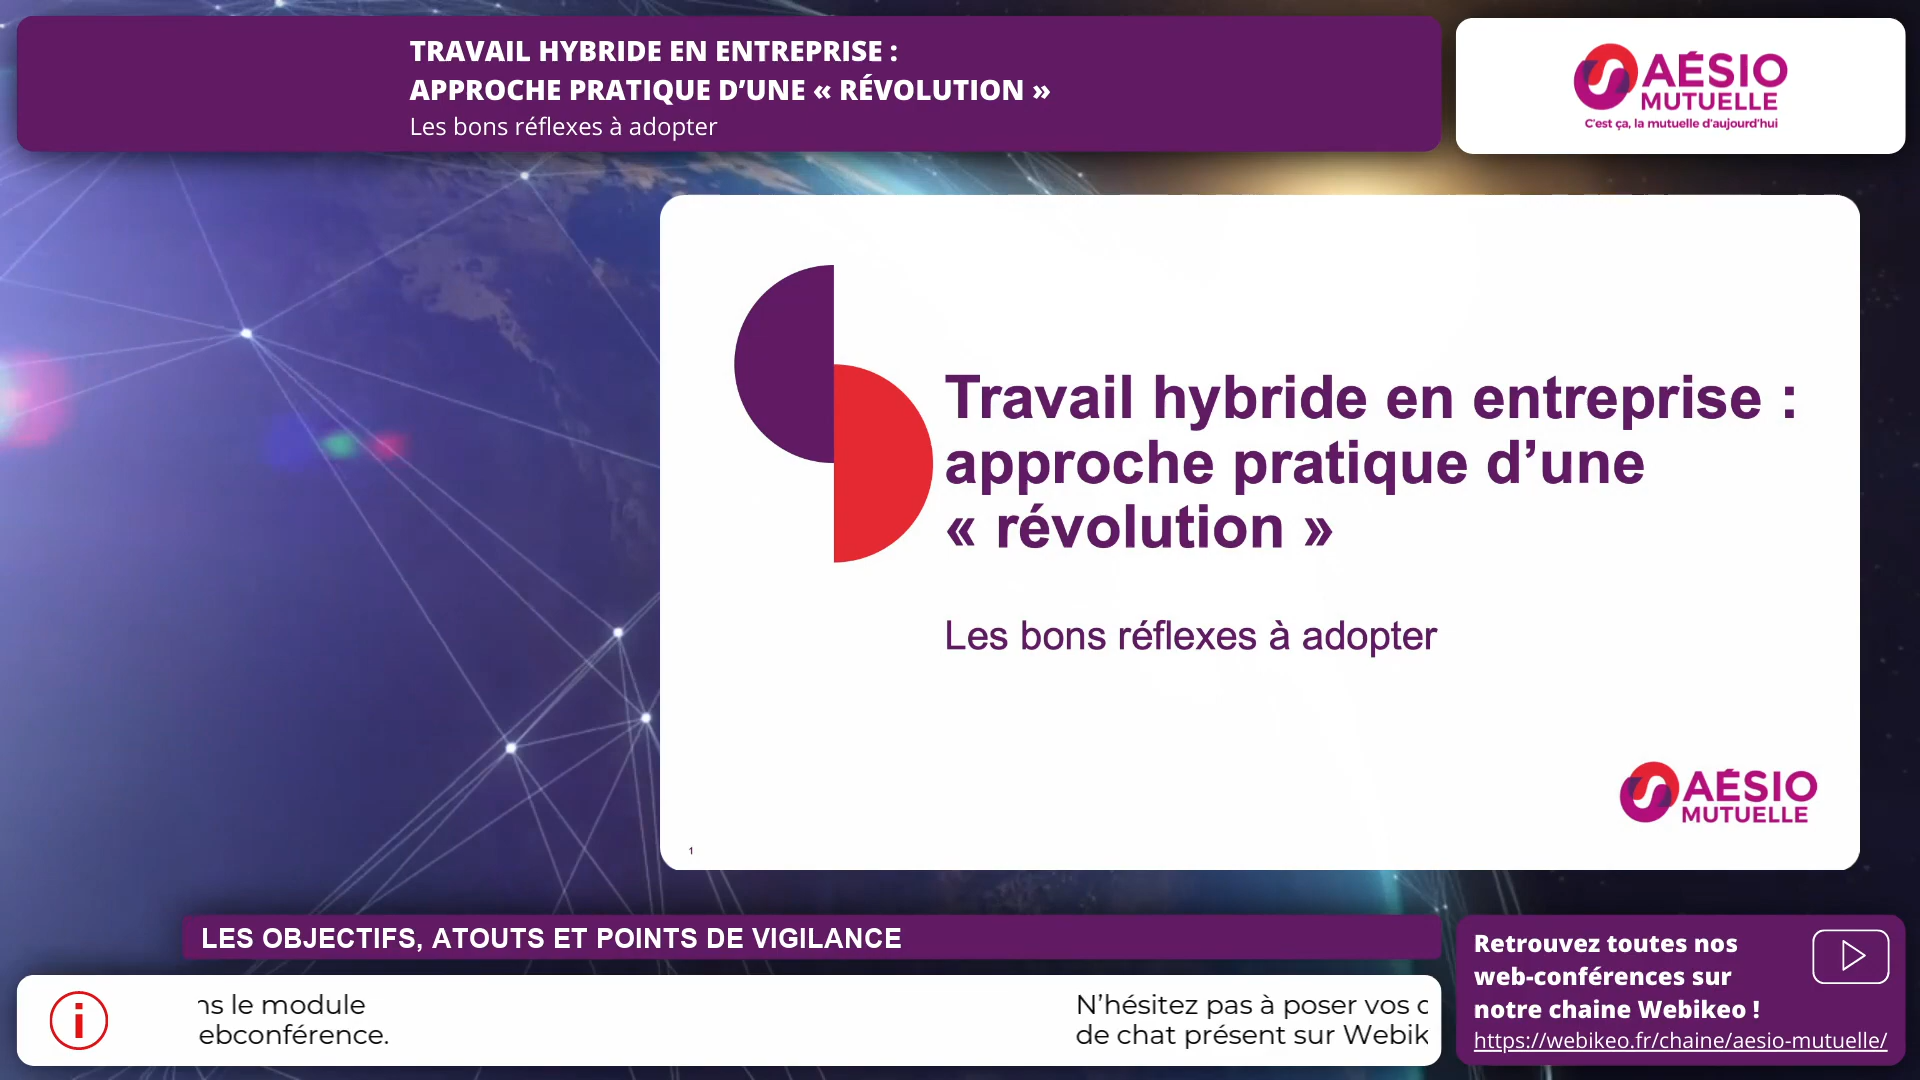 TRAVAIL HYBRIDE EN ENTREPRISE :
APPROCHE PRATIQUE D’UNE « RÉVOLUTION »
Les bons réflexes à adopter
AÉSIO
MUTUELLE
C'est ça, la mutuelle d'aujourd'hui
Travail hybride en entreprise :
approche pratique d’une
« révolution »
Les bons réflexes à adopter
AÉSIO
MUTUELLE
1
LES OBJECTIFS, ATOUTS ET POINTS DE VIGILANCE
le module
ebconférence.
N’hésitez pas à poser vos
de chat présent sur Webik
Retrouvez toutes nos
web-conférences sur
notre chaine Webikeo !
https://webikeo.fr/chaine/aesio-mutuelle/